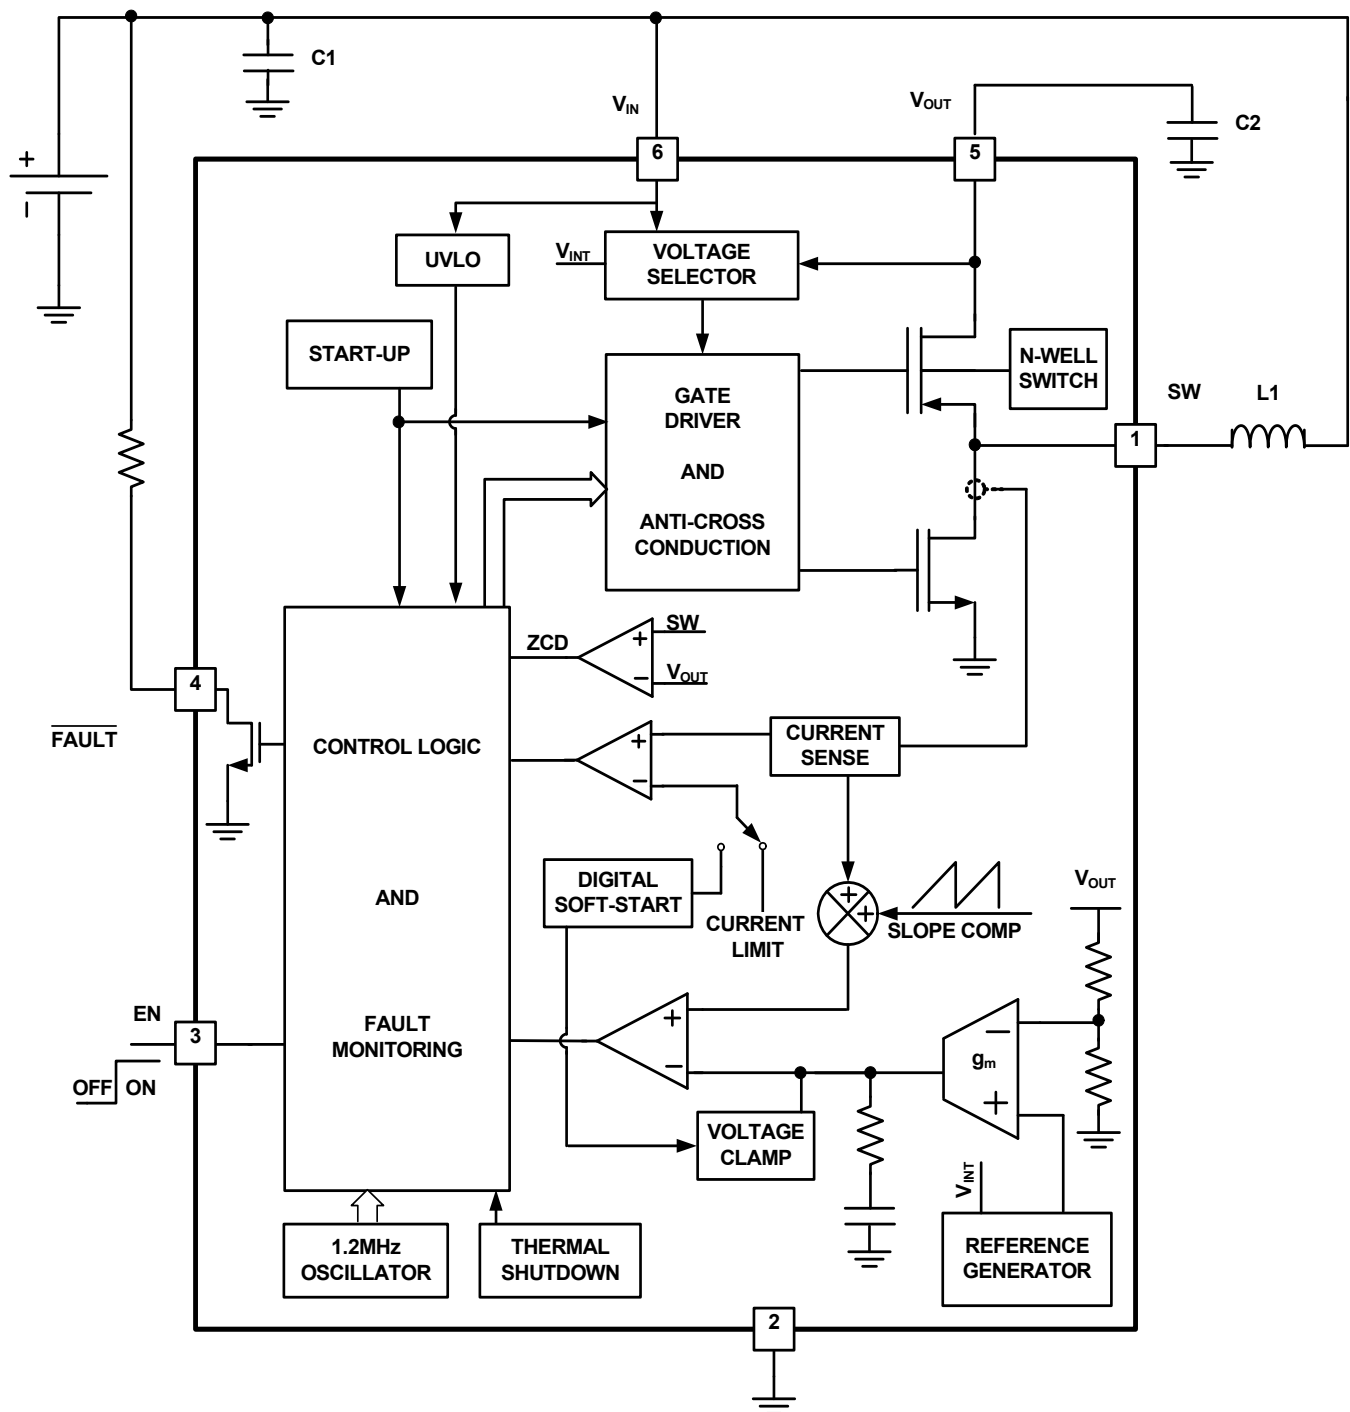 C1
VIN
VOUT
C2
6
5
+
–
UVLO
VINT
VOLTAGE
SELECTOR
START-UP
GATE
DRIVER
AND
ANTI-CROSS
CONDUCTION
N-WELL
SWITCH
SW
L1
1
ZCD
+
SW
–
VOUT
4
FAULT
CONTROL LOGIC
AND
FAULT
MONITORING
+
–
CURRENT
SENSE
DIGITAL
SOFT-START
CURRENT
LIMIT
+
+
SLOPE COMP
VOUT
EN
3
OFF
ON
+
–
–
gm
+
VOLTAGE
CLAMP
VINT
1.2MHz
OSCILLATOR
THERMAL
SHUTDOWN
REFERENCE
GENERATOR
2